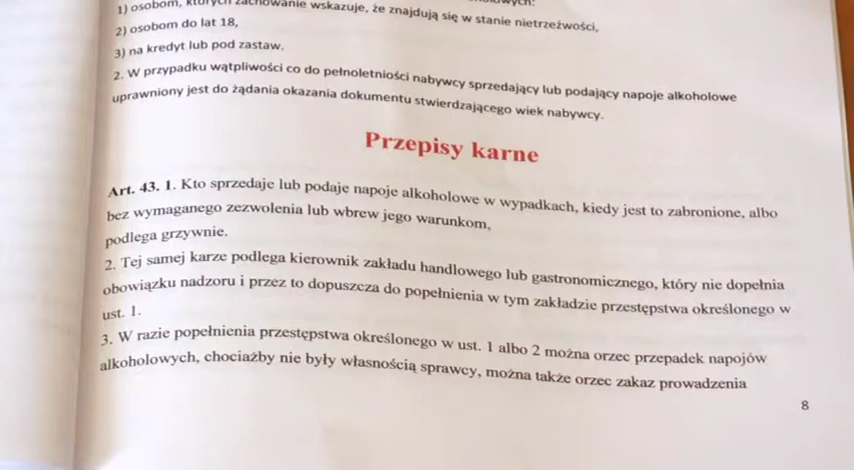 1) osobom, których zachowanie wskazuje, że znajdują się w stanie nietrzeźwości,
2) osobom do lat 18,
3) na kredyt lub pod zastaw.
2. W przypadku wątpliwości co do pełnoletniości nabywcy sprzedający lub podający napoje alkoholowe
uprawniony jest do żądania okazania dokumentu stwierdzającego wiek nabywcy.
Przepisy karne
Art. 43. 1. Kto sprzedaje lub podaje napoje alkoholowe w wypadkach, kiedy jest to zabronione, albo
bez wymaganego zezwolenia lub wbrew jego warunkom,
podlega grzywnie.
2. Tej samej karze podlega kierownik zakładu handlowego lub gastronomicznego, który nie dopełnia
obowiązku nadzoru i przez to dopuszcza do popełnienia w tym zakładzie przestępstwa określonego w
ust. 1.
3. W razie popełnienia przestępstwa określonego w ust. 1 albo 2 można orzec przepadek napojów
alkoholowych, chociażby nie były własnością sprawcy, można także orzec zakaz prowadzenia
8